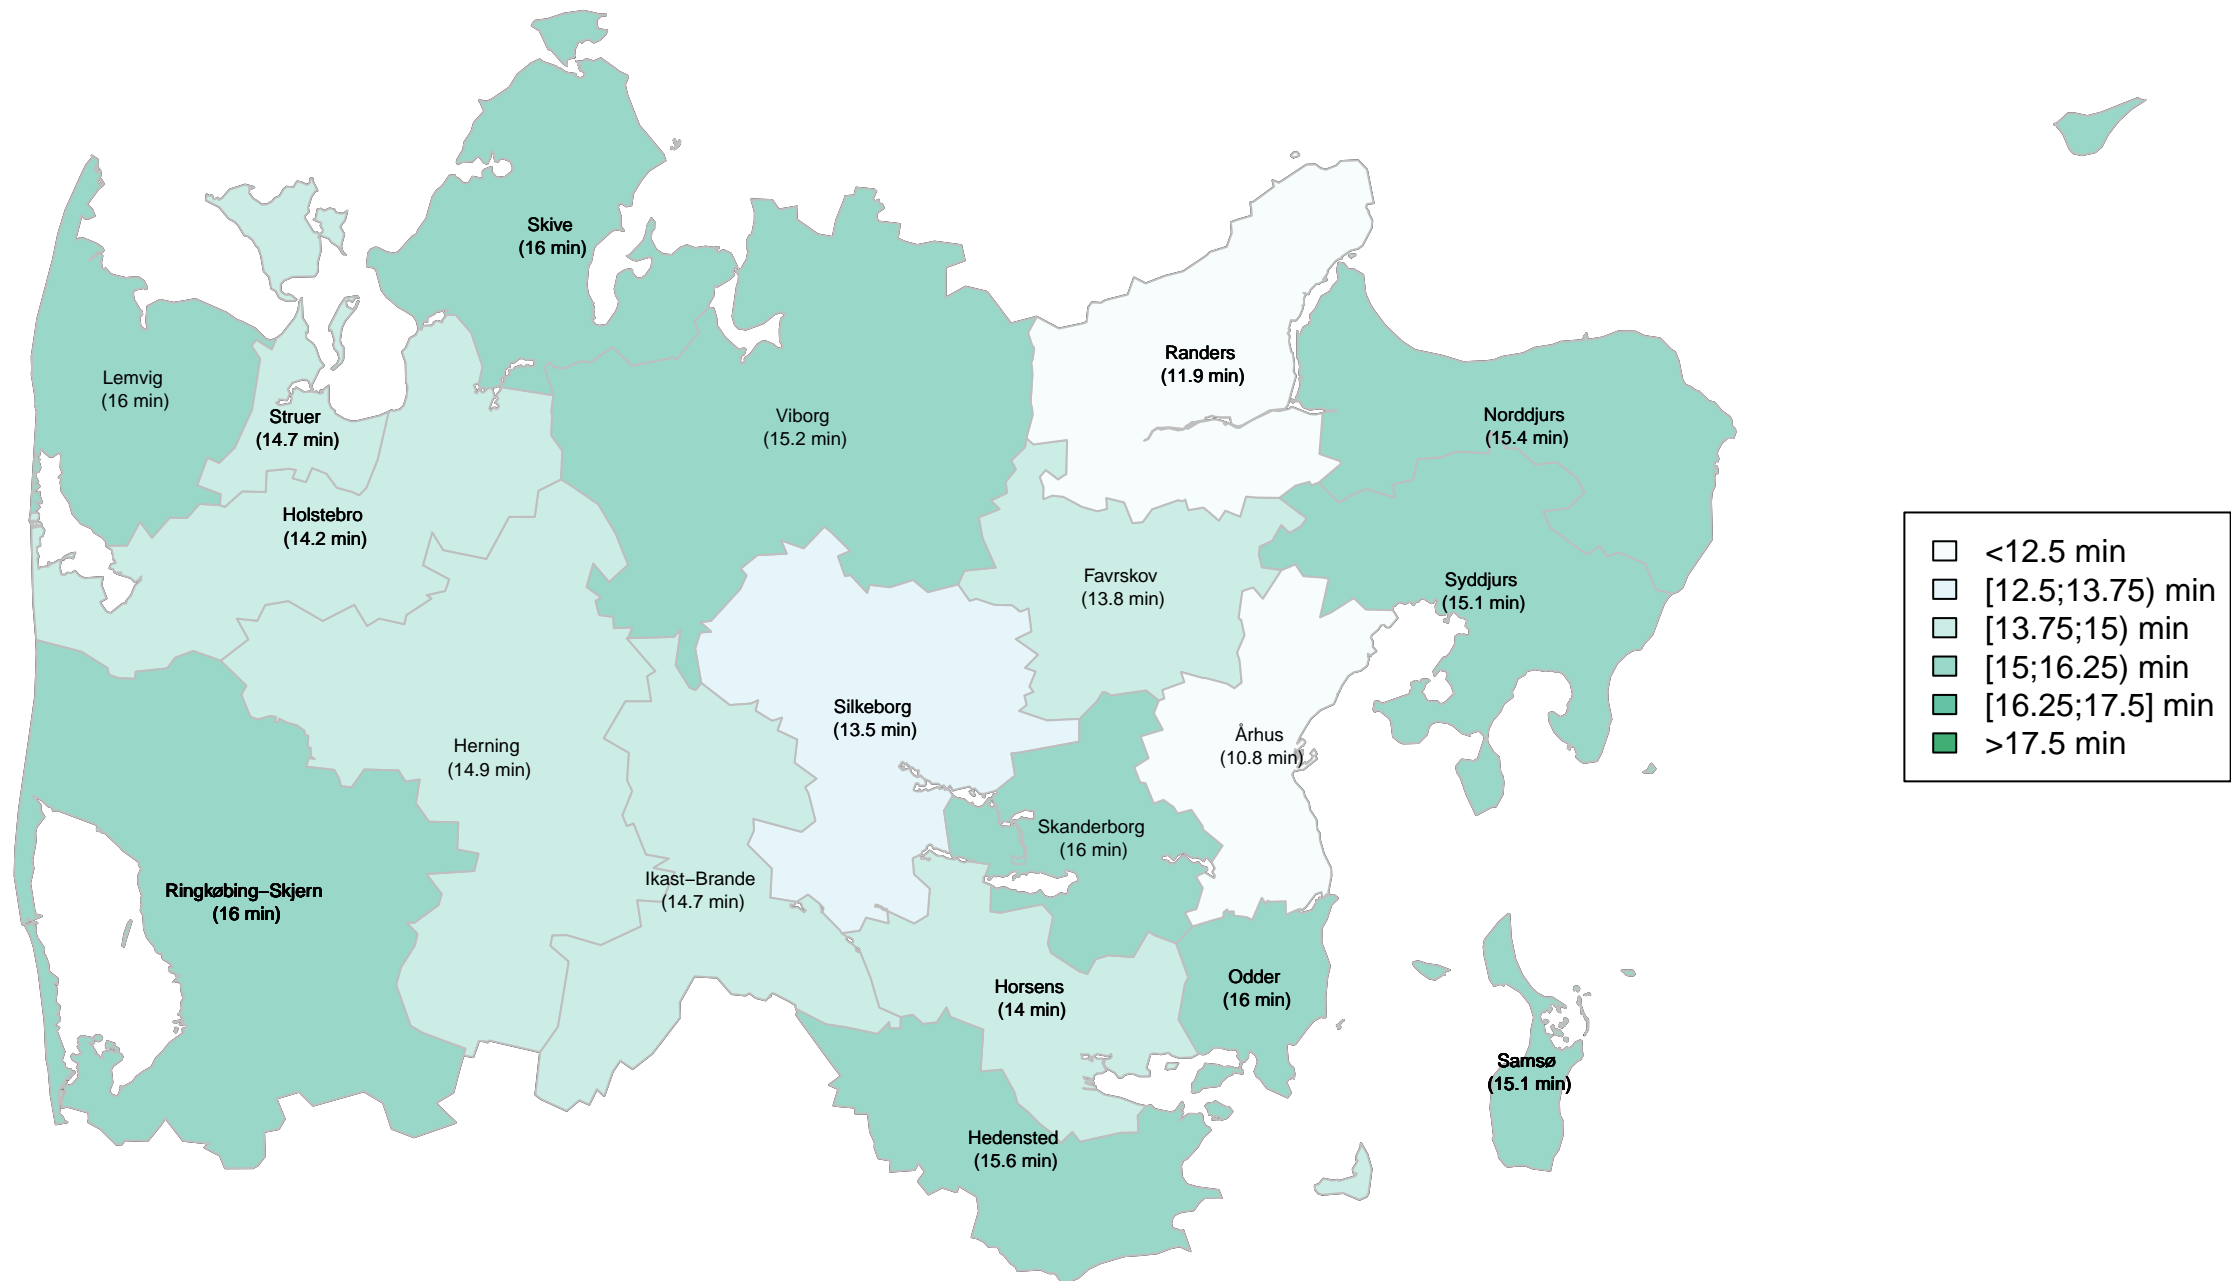 Skive
(16 min)
Randers
(11.9 min)
Lemvig
(16 min)
Struer
(14.7 min)
Viborg
(15.2 min)
Norddjurs
(15.4 min)
Holstebro
(14.2 min)
Favrskov
(13.8 min)
Syddjurs
(15.1 min)
Silkeborg
(13.5 min)
Århus
(10.8 min)
Herning
(14.9 min)
Skanderborg
(16 min)
Ikast–Brande
(14.7 min)
Ringkøbing–Skjern
(16 min)
Horsens
(14 min)
Odder
(16 min)
Samsø
(15.1 min)
Hedensted
(15.6 min)
<12.5 min
[12.5;13.75) min
[13.75;15) min
[15;16.25) min
[16.25;17.5] min
>17.5 min